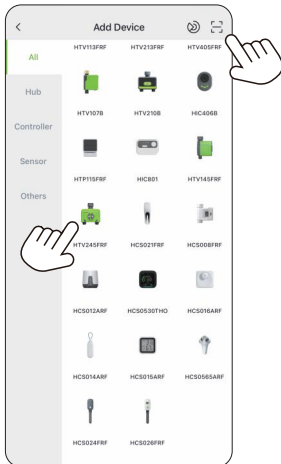 Add Device
All
Hub
Controller
Sensor
Others
HTV113FRF HTV213FRF HTV405FRF
HTV107B HTV210B HIC406B
HTP115FRF HIC801 HTV145FRF
HTV245FRF HCS021FRF HCS008FRF
HCS012ARF HCS0530THO HCS016ARF
HCS014ARF HCS015ARF HCS0565ARF
HCS024FRF HCS026FRF